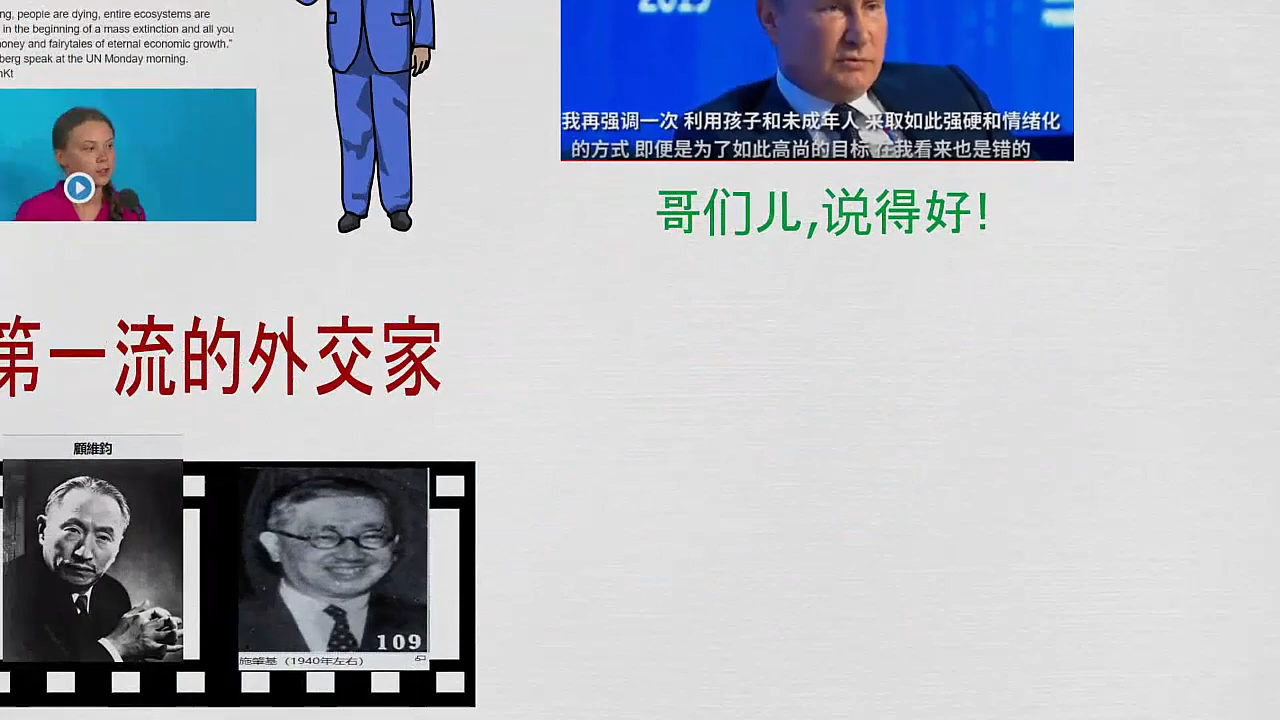 ng, people are dying, entire ecosystems are
in the beginning of a mass extinction and all you
oney and fairytales of eternal economic growth."
berg speak at the UN Monday morning.
nKt
2019
我再强调一次 利用孩子和未成年人 采取如此强硬和情绪化
的方式 即便是为了如此高尚的目标 在我看来也是错的
哥们儿,说得好!
第一流的外交家
顧維鈞
109
施肇基（1940年左右）